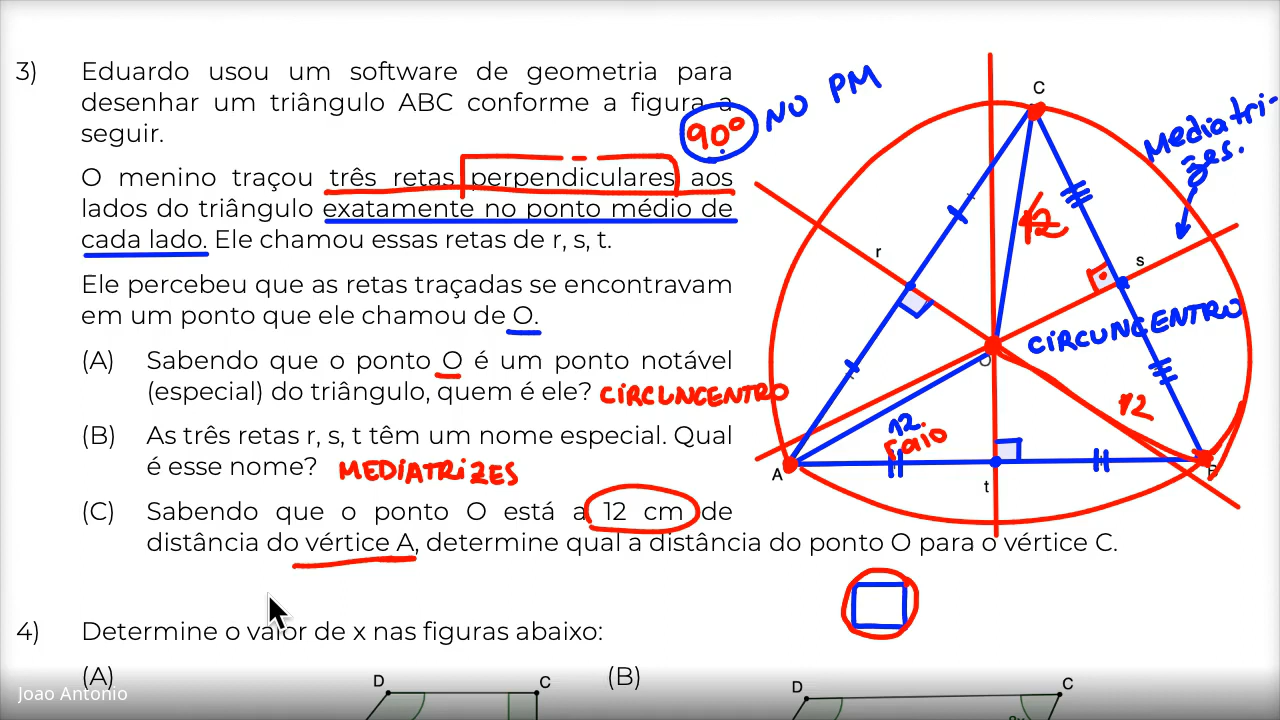 3) Eduardo usou um software de geometria para
desenhar um triângulo ABC conforme a figura a
seguir.
90° NO PM
O menino traçou três retas perpendiculares aos
lados do triângulo exatamente no ponto médio de
cada lado. Ele chamou essas retas de r, s, t.
Ele percebeu que as retas traçadas se encontravam
em um ponto que ele chamou de O.
(A) Sabendo que o ponto O é um ponto notável
(especial) do triângulo, quem é ele? CIRCUNCENTRO
(B) As três retas r, s, t têm um nome especial. Qual
é esse nome? MEDIATRIZES
(C) Sabendo que o ponto O está a 12 cm de
distância do vértice A, determine qual a distância do ponto O para o vértice C.
C
Mediatri-
zes.
12
r
s
CIRCUNCENTRO
O
12
12
raio
A
B
t
4) Determine o valor de x nas figuras abaixo:
(A) (B)
D C D C
Joao Antonio